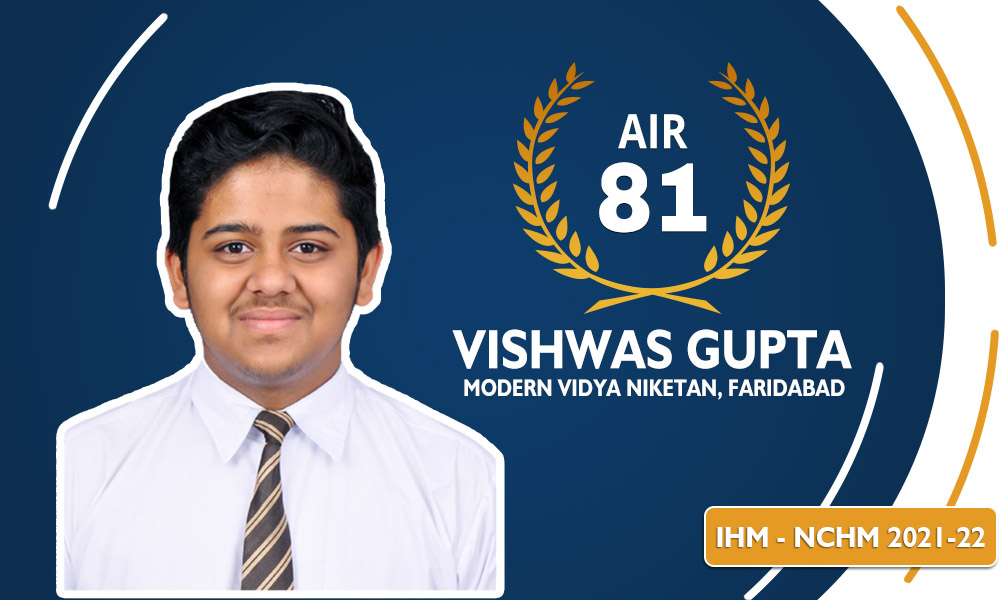 AIR
81
VISHWAS GUPTA
MODERN VIDYA NIKETAN, FARIDABAD
IHM - NCHM 2021-22